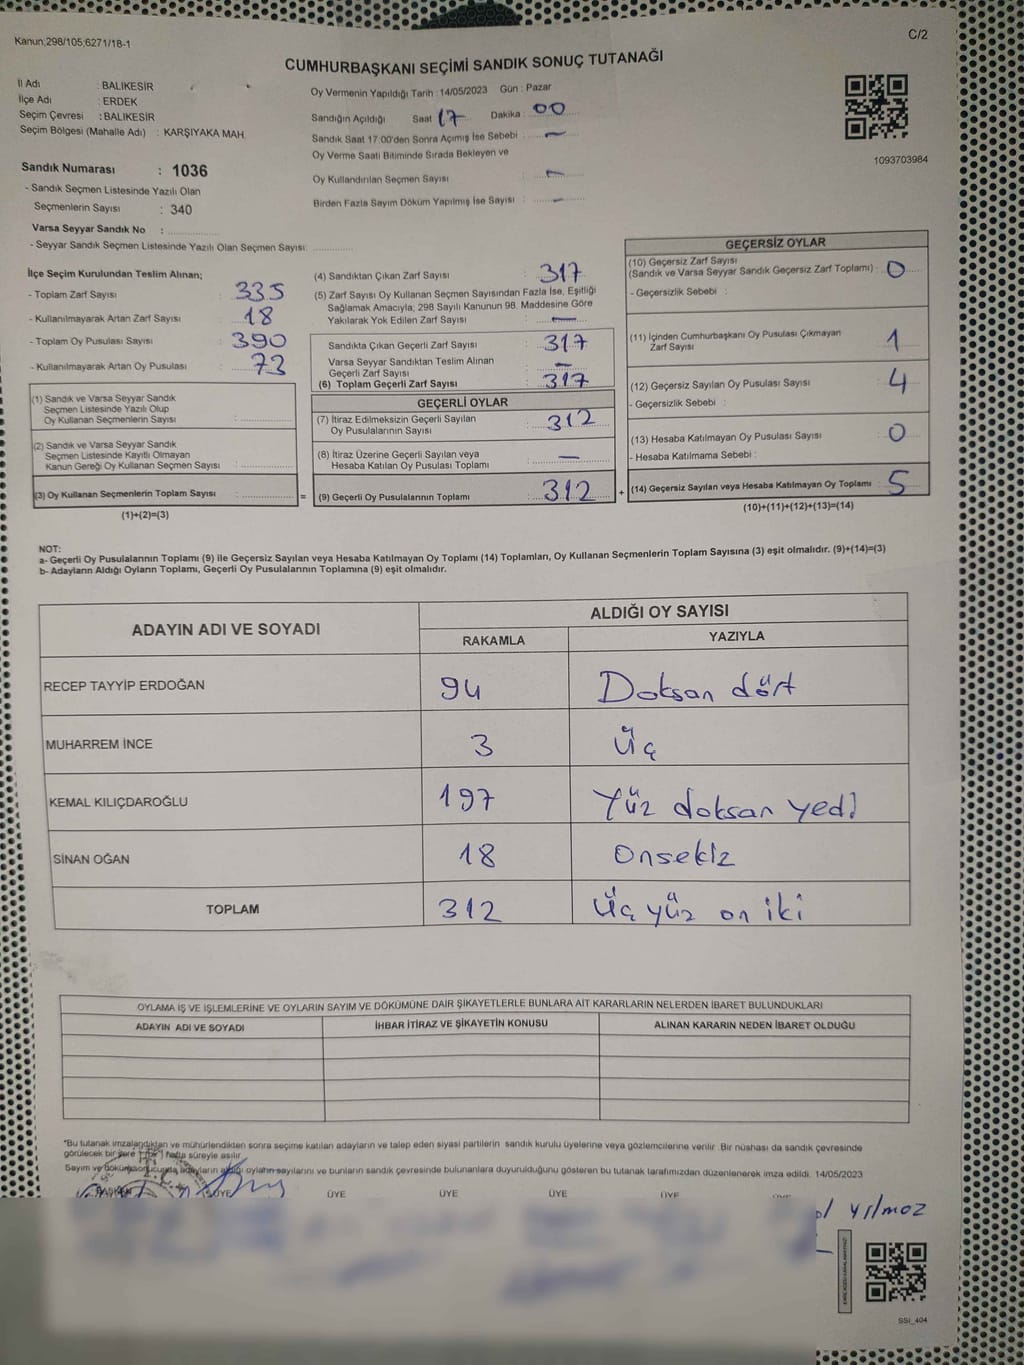 Kanun;298/105;6271/18-1
C/2
CUMHURBAŞKANI SEÇİMİ SANDIK SONUÇ TUTANAĞI
İl Adı : BALIKESİR
İlçe Adı : ERDEK
Seçim Çevresi : BALIKESİR
Seçim Bölgesi (Mahalle Adı) : KARŞIYAKA MAH.
Oy Vermenin Yapıldığı Tarih : 14/05/2023 Gün : Pazar
Sandığın Açıldığı Saat 17 Dakika : 00
Sandık Saat 17.00'den Sonra Açılmış İse Sebebi : —
Oy Verme Saati Bitiminde Sırada Bekleyen ve
Oy Kullandırılan Seçmen Sayısı : —
Birden Fazla Sayım Döküm Yapılmış İse Sayısı : —
1093703984
Sandık Numarası : 1036
- Sandık Seçmen Listesinde Yazılı Olan
Seçmenlerin Sayısı : 340
Varsa Seyyar Sandık No :
- Seyyar Sandık Seçmen Listesinde Yazılı Olan Seçmen Sayısı:
İlçe Seçim Kurulundan Teslim Alınan;
- Toplam Zarf Sayısı : 335
- Kullanılmayarak Artan Zarf Sayısı : 18
- Toplam Oy Pusulası Sayısı : 390
- Kullanılmayarak Artan Oy Pusulası : 73
(1) Sandık ve Varsa Seyyar Sandık
Seçmen Listesinde Yazılı Olup
Oy Kullanan Seçmenlerin Sayısı :
(2) Sandık ve Varsa Seyyar Sandık
Seçmen Listesinde Kayıtlı Olmayan
Kanun Gereği Oy Kullanan Seçmen Sayısı :
(3) Oy Kullanan Seçmenlerin Toplam Sayısı : =
(1)+(2)=(3)
(4) Sandıktan Çıkan Zarf Sayısı : 317
(5) Zarf Sayısı Oy Kullanan Seçmen Sayısından Fazla İse, Eşitliği
Sağlamak Amacıyla; 298 Sayılı Kanunun 98. Maddesine Göre
Yakılarak Yok Edilen Zarf Sayısı : —
Sandıkta Çıkan Geçerli Zarf Sayısı : 317
Varsa Seyyar Sandıktan Teslim Alınan
Geçerli Zarf Sayısı : —
(6) Toplam Geçerli Zarf Sayısı : 317
GEÇERLİ OYLAR
(7) İtiraz Edilmeksizin Geçerli Sayılan
Oy Pusulalarının Sayısı : 312
(8) İtiraz Üzerine Geçerli Sayılan veya
Hesaba Katılan Oy Pusulası Toplamı : —
(9) Geçerli Oy Pusulalarının Toplamı : 312 +
GEÇERSİZ OYLAR
(10) Geçersiz Zarf Sayısı
(Sandık ve Varsa Seyyar Sandık Geçersiz Zarf Toplamı) : 0
- Geçersizlik Sebebi :
(11) İçinden Cumhurbaşkanı Oy Pusulası Çıkmayan
Zarf Sayısı : 1
(12) Geçersiz Sayılan Oy Pusulası Sayısı : 4
- Geçersizlik Sebebi :
(13) Hesaba Katılmayan Oy Pusulası Sayısı : 0
- Hesaba Katılmama Sebebi :
(14) Geçersiz Sayılan veya Hesaba Katılmayan Oy Toplamı : 5
(10)+(11)+(12)+(13)=(14)
NOT:
a- Geçerli Oy Pusulalarının Toplamı (9) ile Geçersiz Sayılan veya Hesaba Katılmayan Oy Toplamı (14) Toplamları, Oy Kullanan Seçmenlerin Toplam Sayısına (3) eşit olmalıdır. (9)+(14)=(3)
b- Adayların Aldığı Oyların Toplamı, Geçerli Oy Pusulalarının Toplamına (9) eşit olmalıdır.
ADAYIN ADI VE SOYADI
ALDIĞI OY SAYISI
RAKAMLA YAZIYLA
RECEP TAYYİP ERDOĞAN 94 Doksan dört
MUHARREM İNCE 3 Üç
KEMAL KILIÇDAROĞLU 197 Yüz doksan yedi
SİNAN OĞAN 18 Onsekiz
TOPLAM 312 Üç yüz on iki
OYLAMA İŞ VE İŞLEMLERİNE VE OYLARIN SAYIM VE DÖKÜMÜNE DAİR ŞİKAYETLERLE BUNLARA AİT KARARLARIN NELERDEN İBARET BULUNDUKLARI
ADAYIN ADI VE SOYADI İHBAR İTİRAZ VE ŞİKAYETİN KONUSU ALINAN KARARIN NEDEN İBARET OLDUĞU
*Bu tutanak imzalandıktan ve mühürlendikten sonra seçime katılan adayların ve talep eden siyasi partilerin sandık kurulu üyelerine veya gözlemcilerine verilir. Bir nüshası da sandık çevresinde
görülecek bir yere bir hafta süreyle asılır.
Sayım ve döküm sonucunda adayların aldığı oyların sayılarını ve bunların sandık çevresinde bulunanlara duyurulduğunu gösteren bu tutanak tarafımızdan düzenlenerek imza edildi. 14/05/2023
BAŞKAN ÜYE ÜYE ÜYE ÜYE ÜYE
Yılmaz
SSİ_404